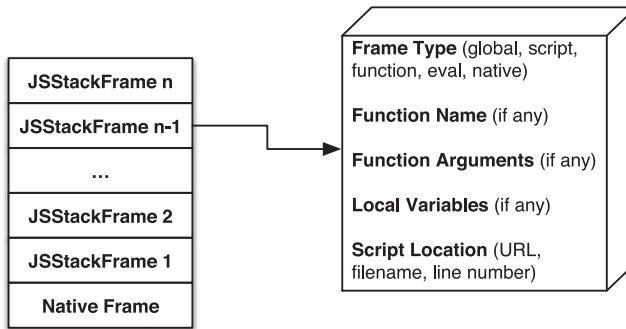 JSStackFrame n
JSStackFrame n-1
...
JSStackFrame 2
JSStackFrame 1
Native Frame
Frame Type (global, script,
function, eval, native)
Function Name (if any)
Function Arguments (if any)
Local Variables (if any)
Script Location (URL,
filename, line number)